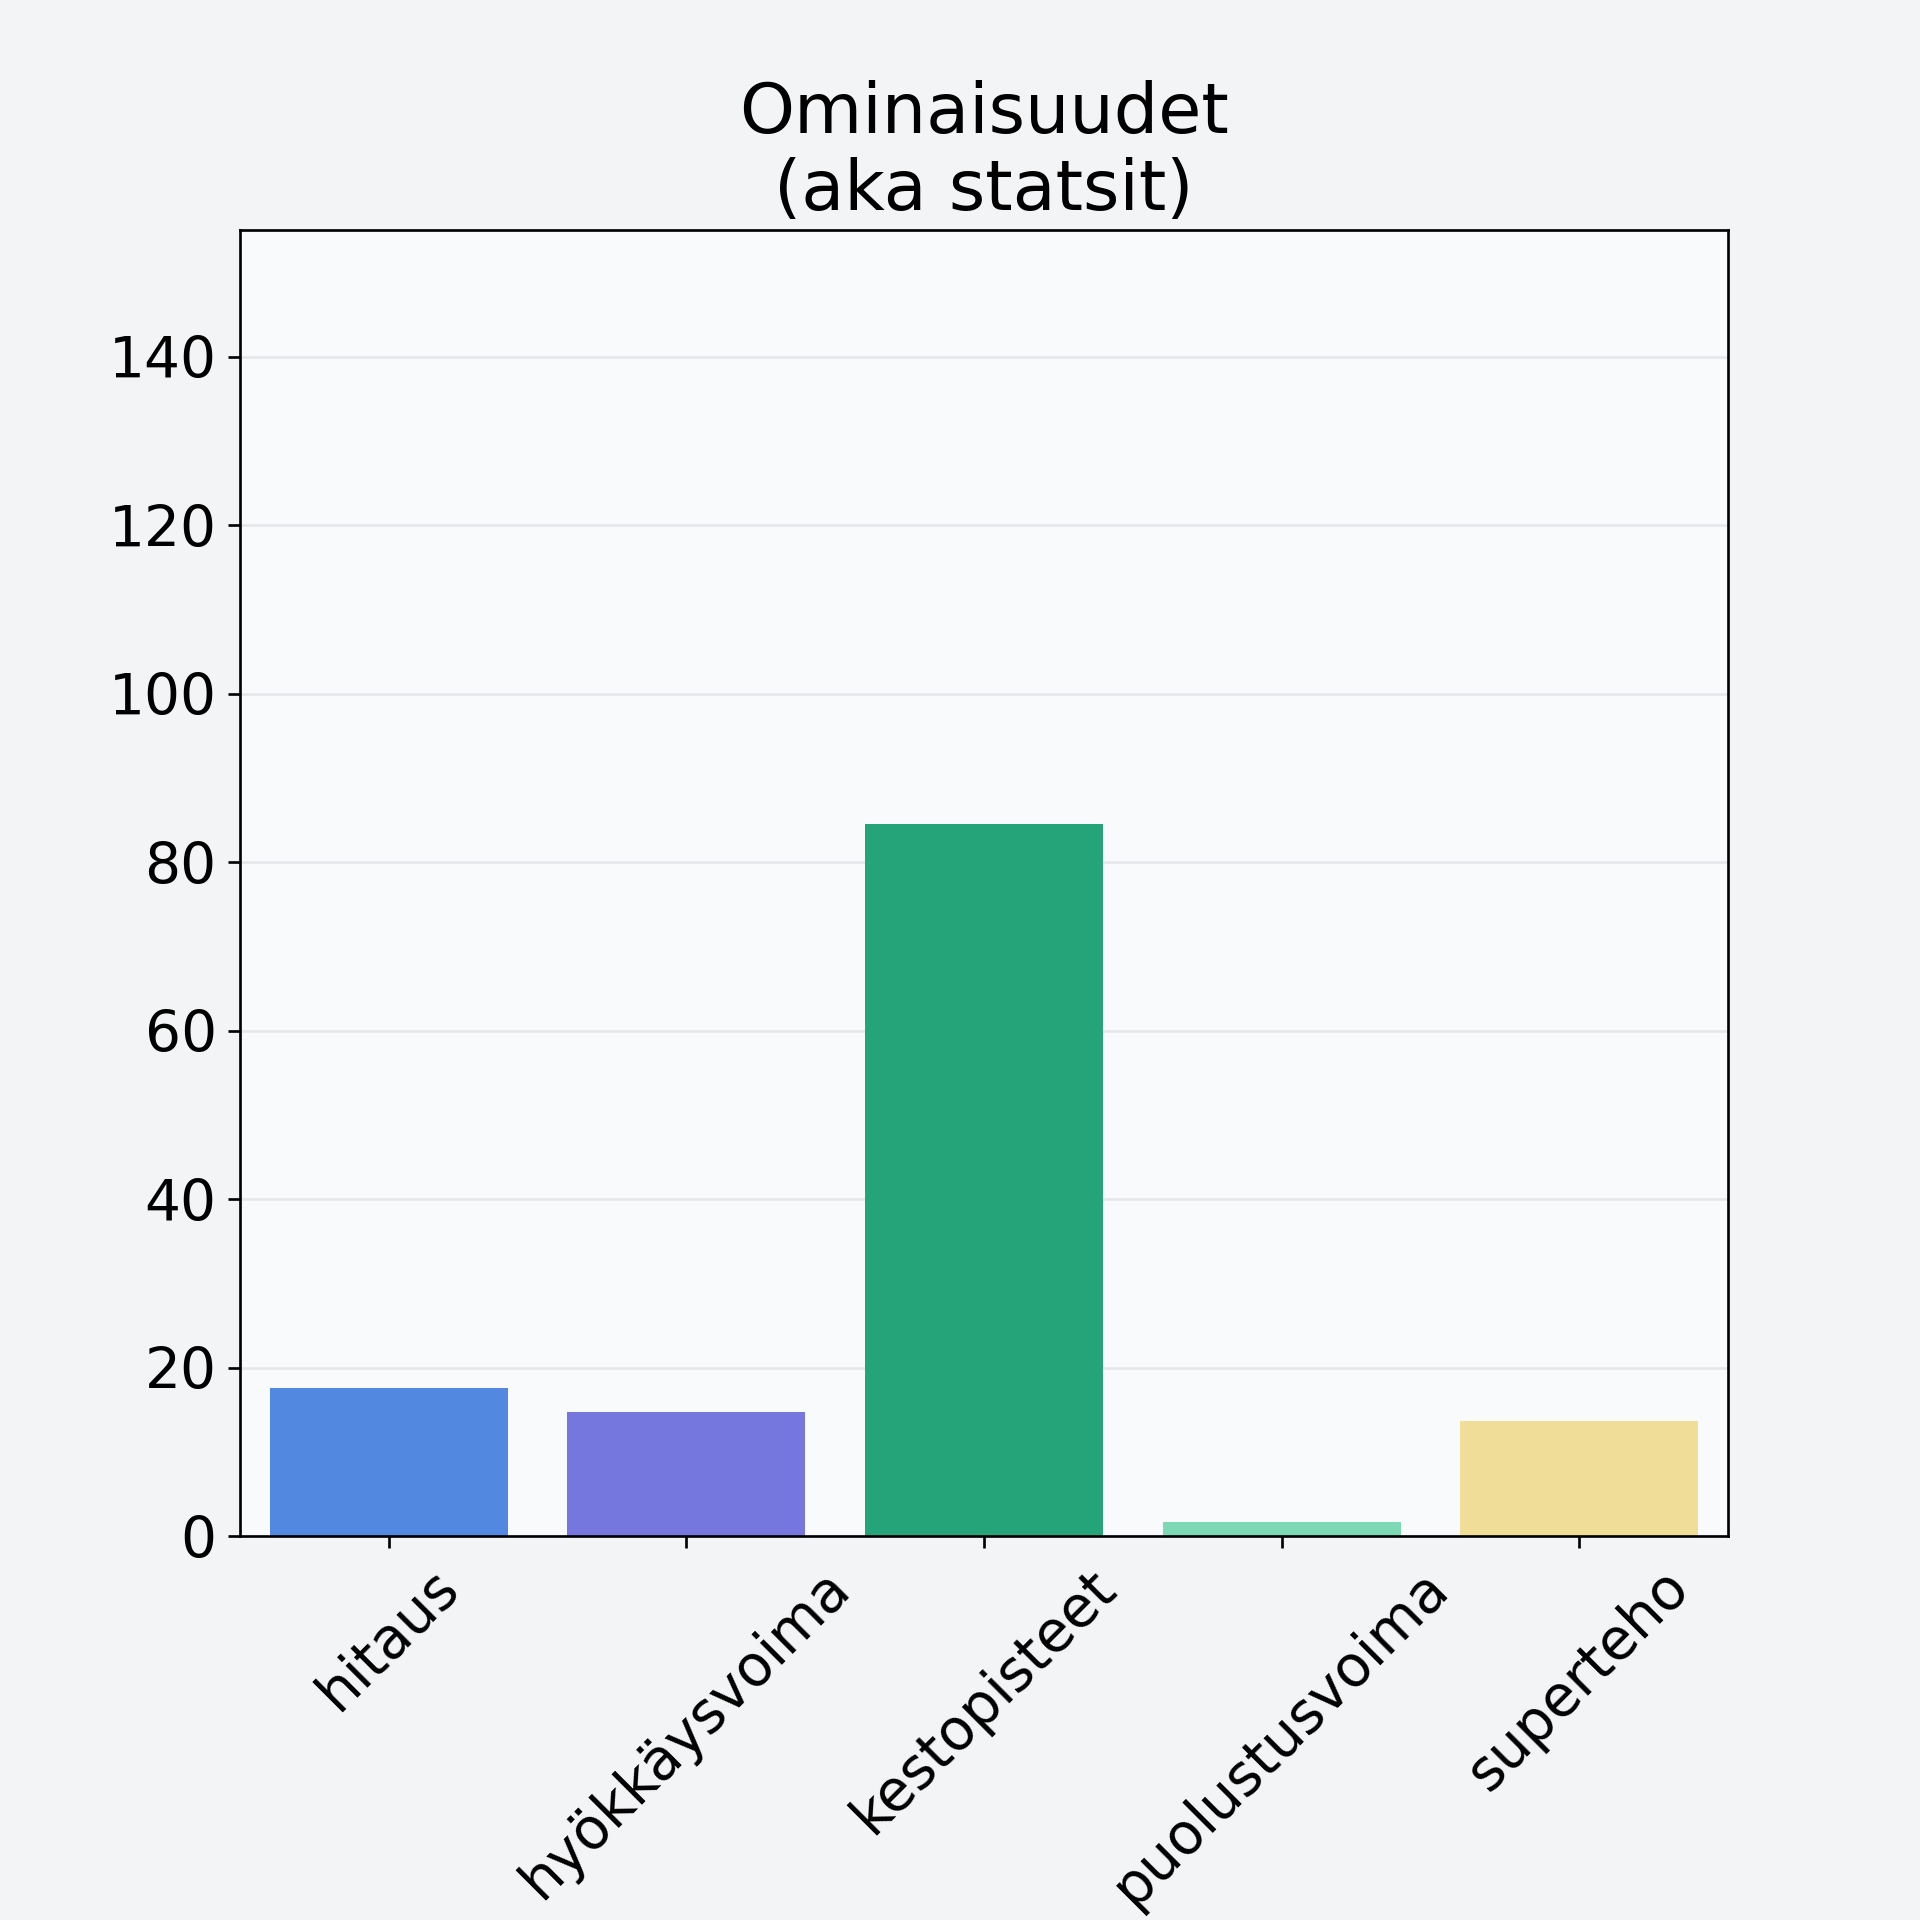 Ominaisuudet
(aka statsit)
140
120
100
80
60
40
20
0
hitaus
hyökkäysvoima
kestopisteet
puolustusvoima
superteho